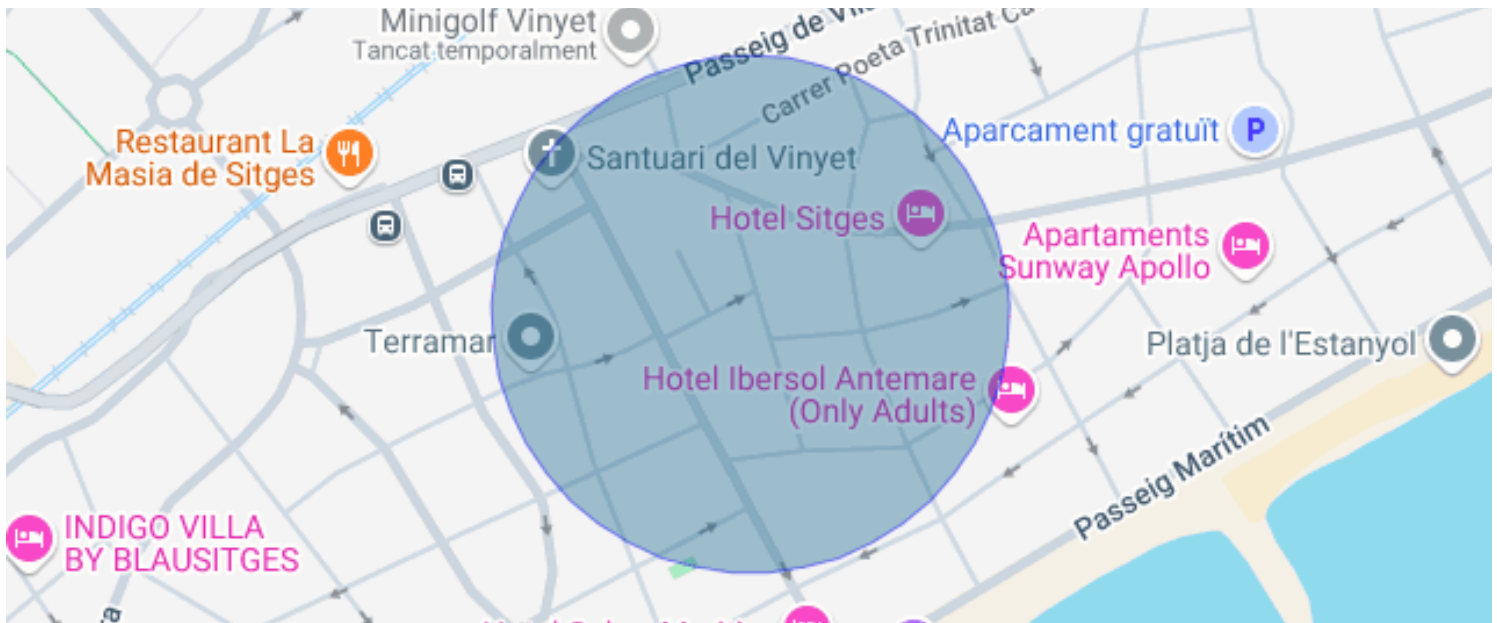 Minigolf Vinyet
Tancat temporalment
Passeig de
Carrer Poeta Trinitat
Restaurant La
Masia de Sitges
Santuari del Vinyet
Aparcament gratuït
P
Hotel Sitges
Apartaments
Sunway Apollo
Terramar
Platja de l'Estanyol
Hotel Ibersol Antemare
(Only Adults)
Passeig Marítim
INDIGO VILLA
BY BLAUSITGES